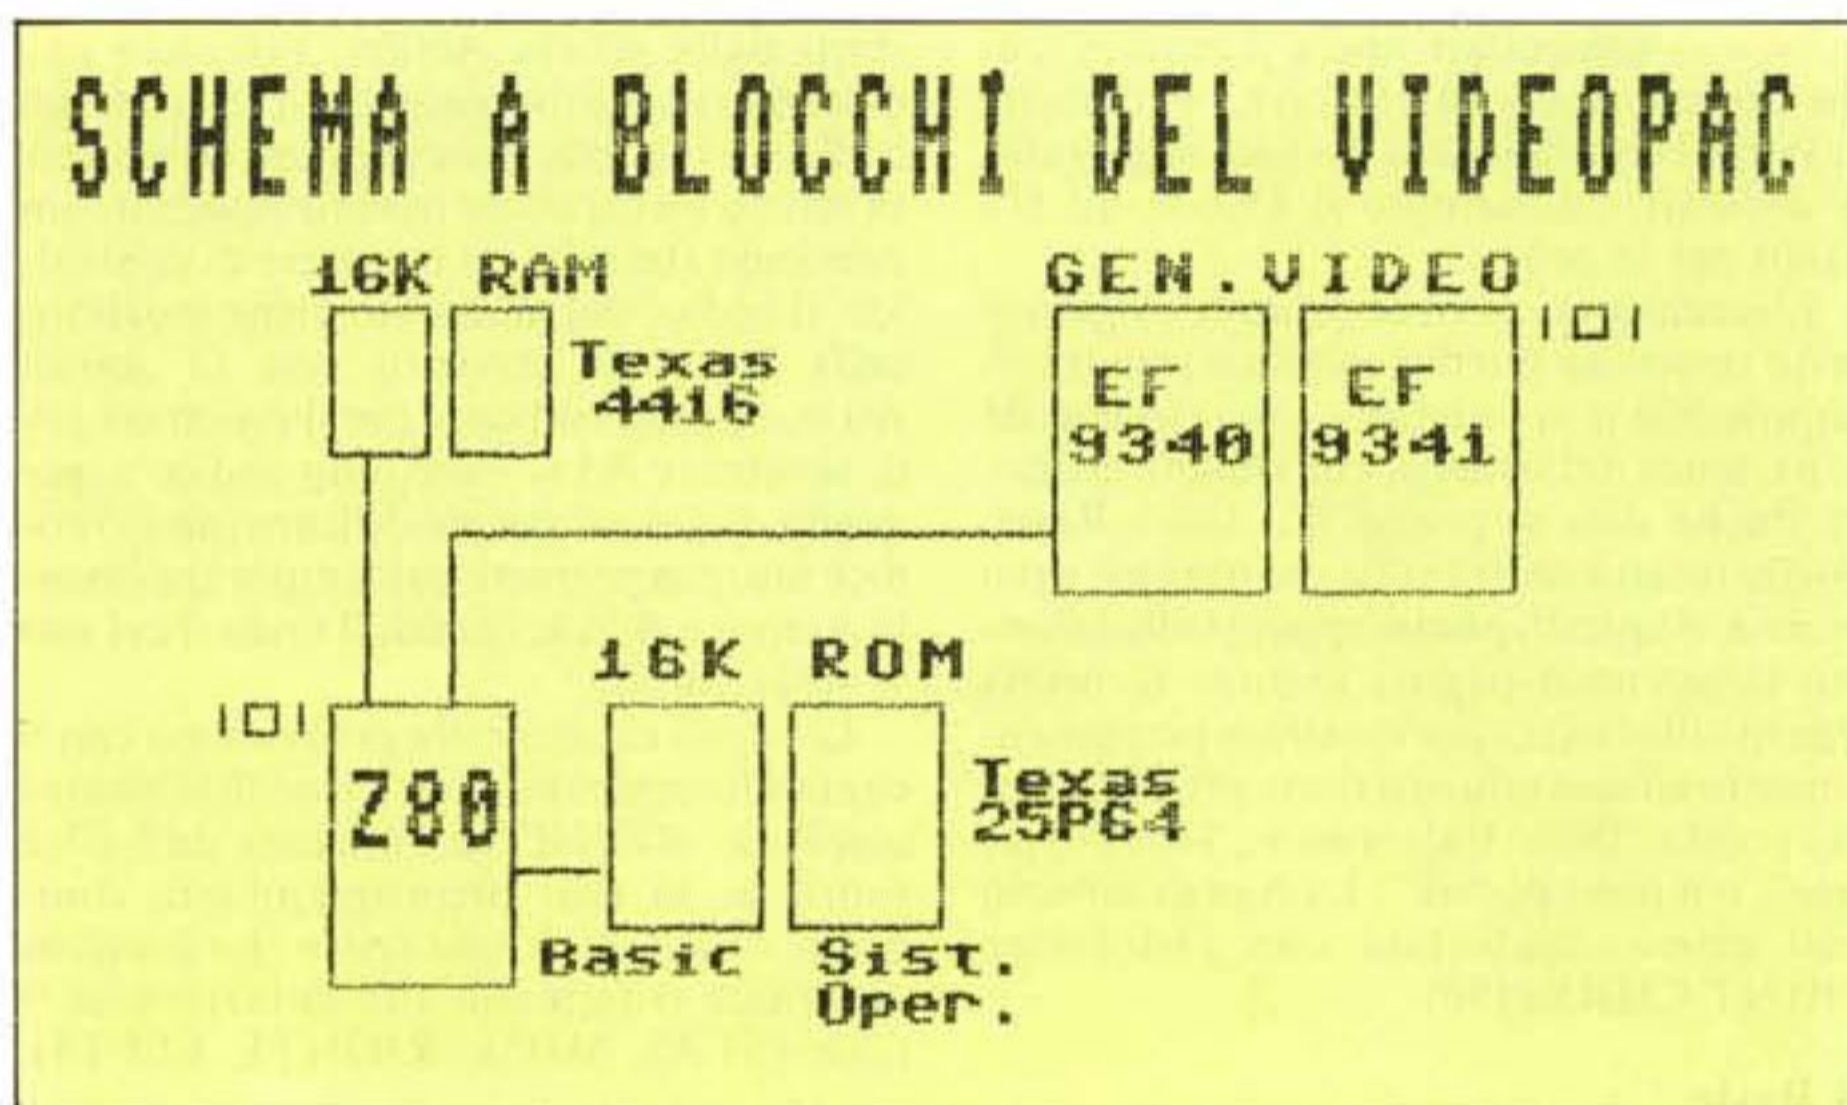 SCHEMA A BLOCCHI DEL VIDEOPAC
16K RAM
Texas
4416
GEN.VIDEO
EF
9340
EF
9341
16K ROM
Z80
Texas
25P64
Basic
Sist.
Oper.